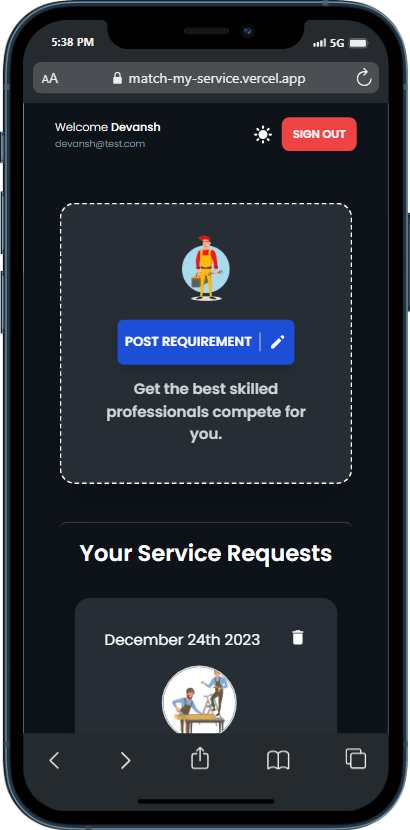 5:38 PM 5G
AA match-my-service.vercel.app
Welcome Devansh
devansh@test.com
SIGN OUT
POST REQUIREMENT
Get the best skilled
professionals compete for
you.
Your Service Requests
December 24th 2023